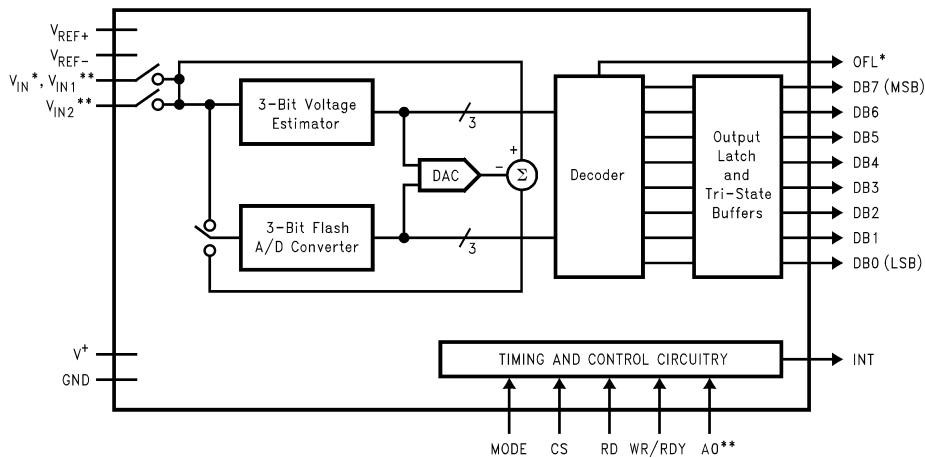 VREF+
VREF-
VIN*, VIN1**
VIN2**
3-Bit Voltage
Estimator
3
DAC
+
−
Σ
3-Bit Flash
A/D Converter
3
Decoder
Output
Latch
and
Tri-State
Buffers
OFL*
DB7 (MSB)
DB6
DB5
DB4
DB3
DB2
DB1
DB0 (LSB)
V+
GND
TIMING AND CONTROL CIRCUITRY
INT
MODE
CS
RD
WR/RDY
A0**